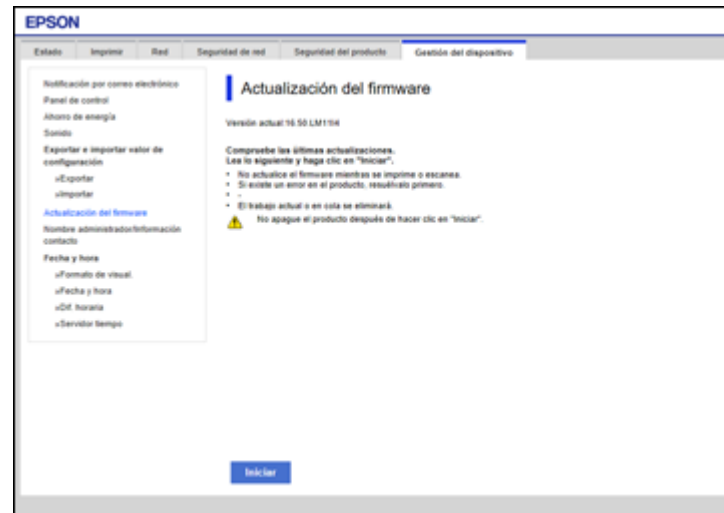 EPSON
Estado Imprimir Red Seguridad de red Seguridad del producto Gestión del dispositivo
Notificación por correo electrónico
Panel de control
Ahorro de energía
Sonido
Exportar e importar valor de
configuración
»Exportar
»Importar
Actualización del firmware
Nombre administrador/Información
contacto
Fecha y hora
»Formato de visual.
»Fecha y hora
»Dif. horaria
»Servidor tiempo
Actualización del firmware
Versión actual:16.50.LM11I4
Compruebe las últimas actualizaciones.
Lea lo siguiente y haga clic en "Iniciar".
• No actualice el firmware mientras se imprime o escanea.
• Si existe un error en el producto, resuélvalo primero.
• -
• El trabajo actual o en cola se eliminará.
No apague el producto después de hacer clic en "Iniciar".
Iniciar